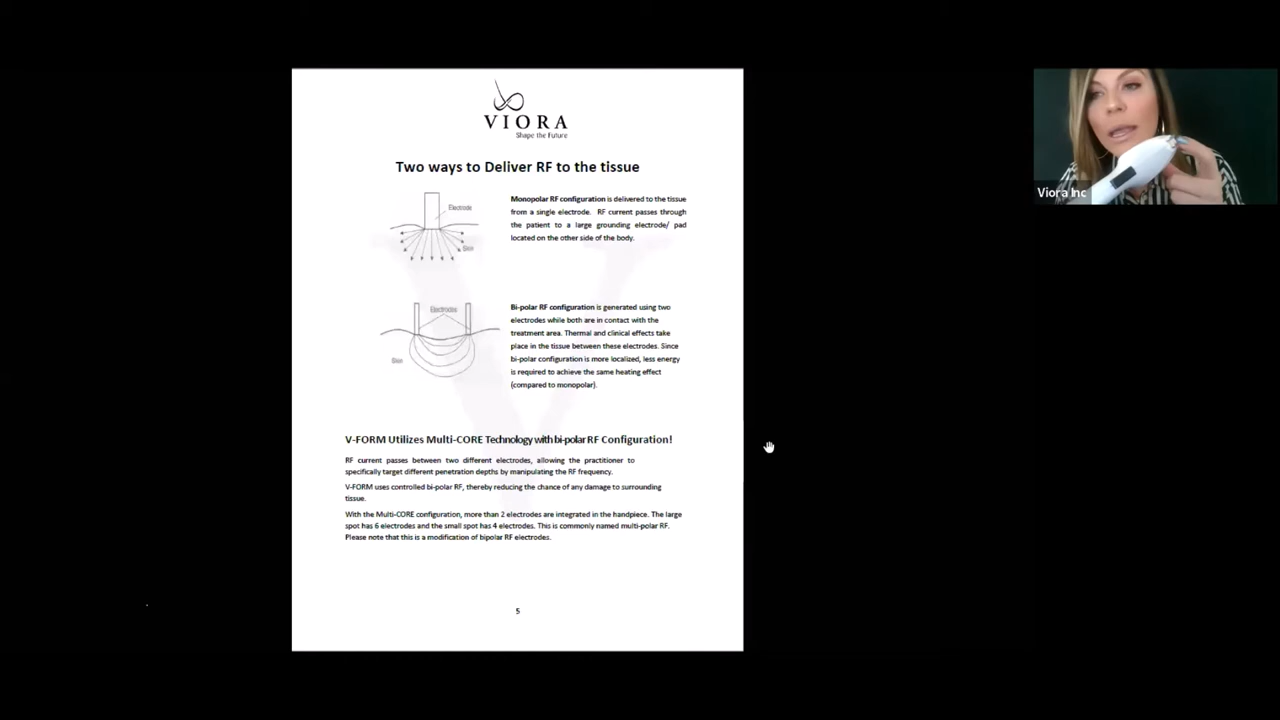 VIORA
Shape the Future
Two ways to Deliver RF to the tissue
Electrode
Skin
Monopolar RF configuration is delivered to the tissue
from a single electrode. RF current passes through
the patient to a large grounding electrode/ pad
located on the other side of the body.
Electrodes
Skin
Bi-polar RF configuration is generated using two
electrodes while both are in contact with the
treatment area. Thermal and clinical effects take
place in the tissue between these electrodes. Since
bi-polar configuration is more localized, less energy
is required to achieve the same heating effect
(compared to monopolar).
V-FORM Utilizes Multi-CORE Technology with bi-polar RF Configuration!
RF current passes between two different electrodes, allowing the practitioner to
specifically target different penetration depths by manipulating the RF frequency.
V-FORM uses controlled bi-polar RF, thereby reducing the chance of any damage to surrounding
tissue.
With the Multi-CORE configuration, more than 2 electrodes are integrated in the handpiece. The large
spot has 6 electrodes and the small spot has 4 electrodes. This is commonly named multi-polar RF.
Please note that this is a modification of bipolar RF electrodes.
5
Viora Inc